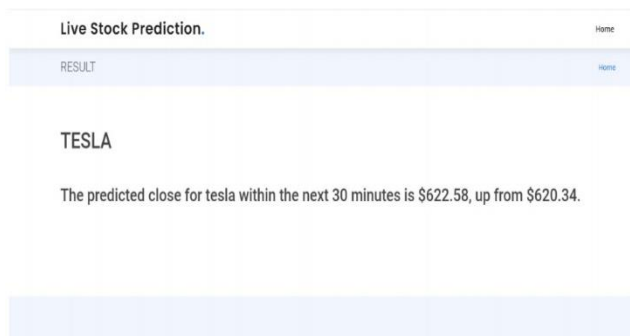 Live Stock Prediction.
Home
RESULT
Home
TESLA
The predicted close for tesla within the next 30 minutes is $622.58, up from $620.34.